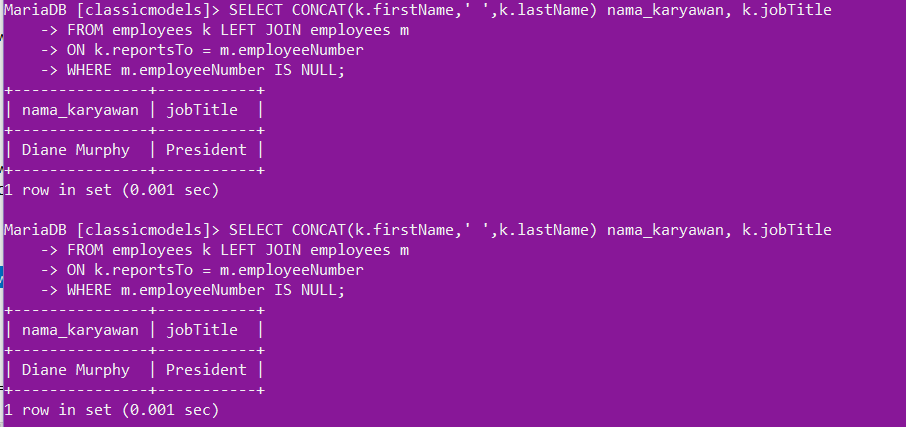 MariaDB [classicmodels]> SELECT CONCAT(k.firstName,' ',k.lastName) nama_karyawan, k.jobTitle
    -> FROM employees k LEFT JOIN employees m
    -> ON k.reportsTo = m.employeeNumber
    -> WHERE m.employeeNumber IS NULL;
+---------------+-----------+
| nama_karyawan | jobTitle  |
+---------------+-----------+
| Diane Murphy  | President |
+---------------+-----------+
1 row in set (0.001 sec)

MariaDB [classicmodels]> SELECT CONCAT(k.firstName,' ',k.lastName) nama_karyawan, k.jobTitle
    -> FROM employees k LEFT JOIN employees m
    -> ON k.reportsTo = m.employeeNumber
    -> WHERE m.employeeNumber IS NULL;
+---------------+-----------+
| nama_karyawan | jobTitle  |
+---------------+-----------+
| Diane Murphy  | President |
+---------------+-----------+
1 row in set (0.001 sec)